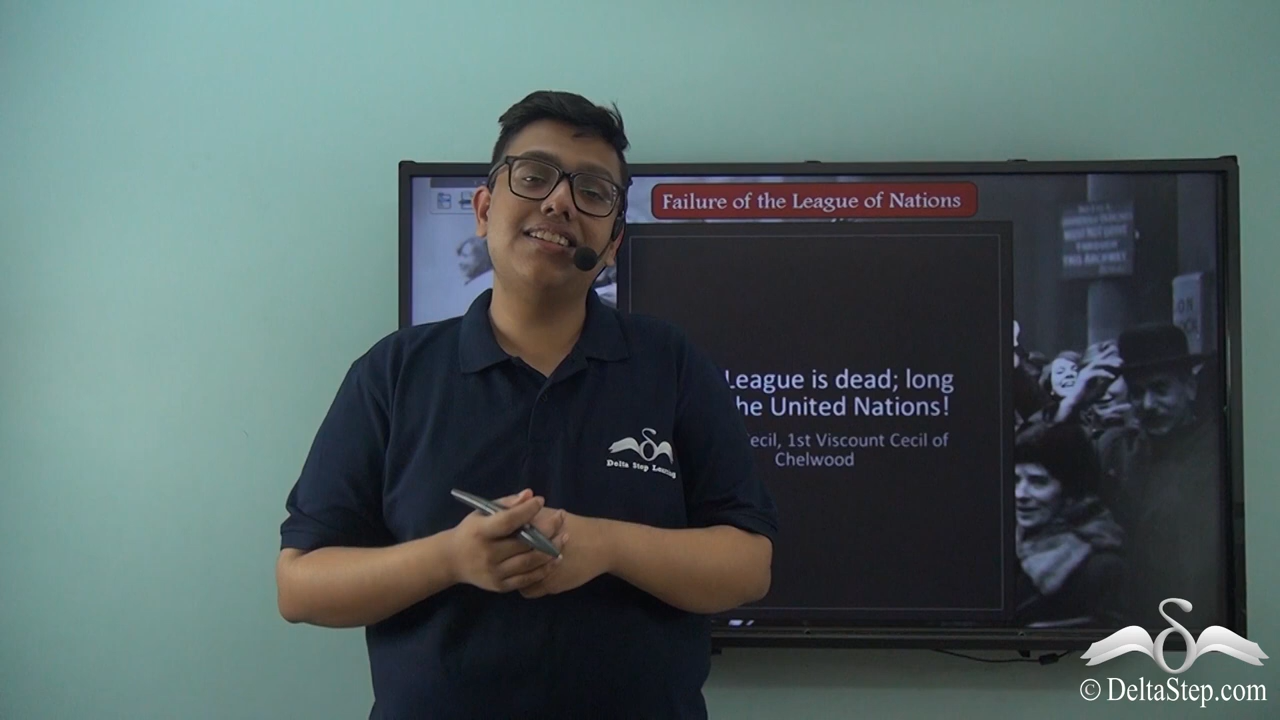 Failure of the League of Nations
League is dead; long
he United Nations!
ecil, 1st Viscount Cecil of
Chelwood
Delta Step Learning
© DeltaStep.com